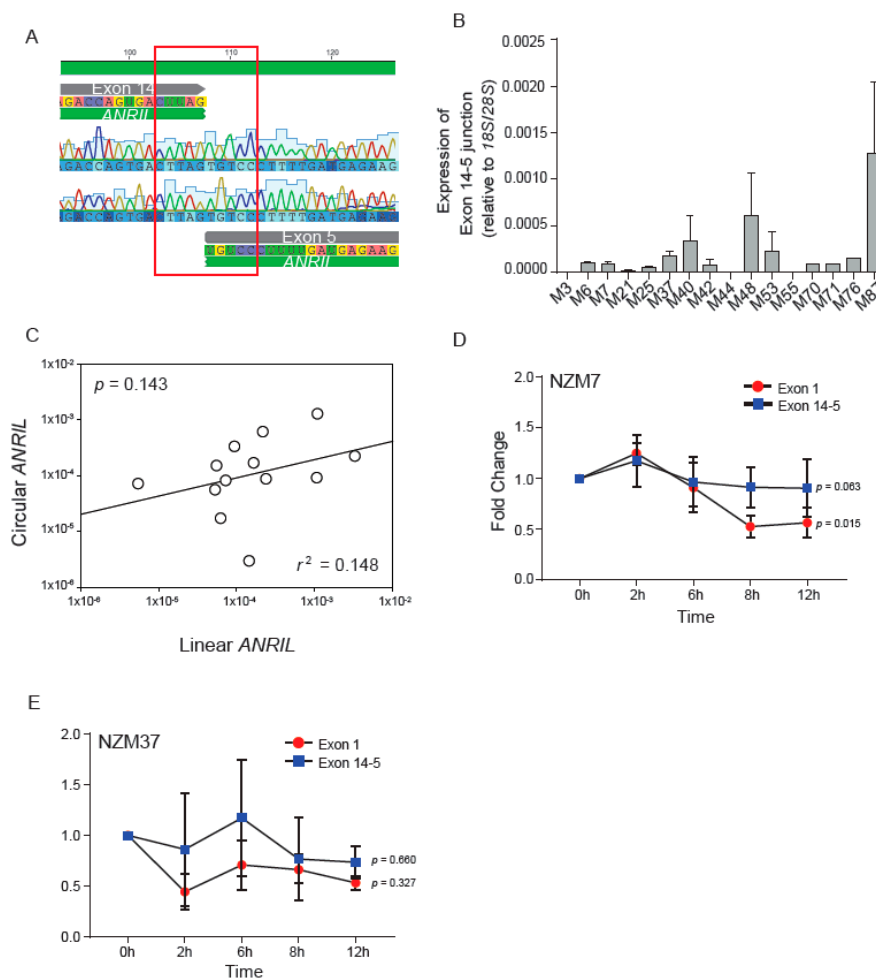 A
100 110 120
Exon 14
AGACCAGUGACUUAG
ANRIL
AGACCAGTGACTTAGTGTCC
Exon 5
UGUCCCUUUUGAUGAGAAG
ANRIL
B
Expression of
Exon 14-5 junction
(relative to 18S/28S)
0.0025
0.0020
0.0015
0.0010
0.0005
0.0000
M3 M6 M7 M21 M25 M37 M40 M42 M44 M48 M53 M55 M70 M71 M76 M87
C
1x10-2
1x10-3
1x10-4
1x10-5
1x10-6
p = 0.143
r2 = 0.148
Circular ANRIL
1x10-6 1x10-5 1x10-4 1x10-3 1x10-2
Linear ANRIL
D
NZM7
Exon 1
Exon 14-5
2.0
1.5
1.0
0.5
0.0
Fold Change
p = 0.063
p = 0.015
0h 2h 6h 8h 12h
Time
E
NZM37
Exon 1
Exon 14-5
2.0
1.5
1.0
0.5
0.0
p = 0.660
p = 0.327
0h 2h 6h 8h 12h
Time